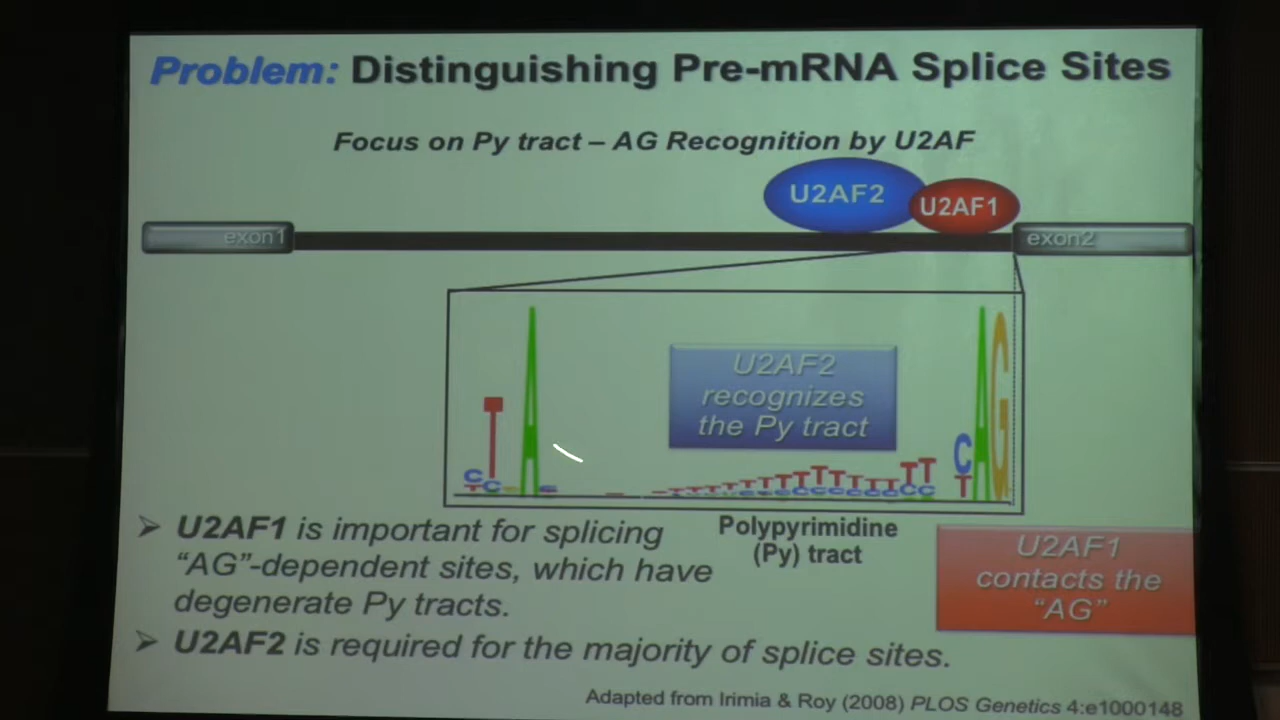 Problem: Distinguishing Pre-mRNA Splice Sites
Focus on Py tract – AG Recognition by U2AF
U2AF2
U2AF1
exon1
exon2
U2AF2
recognizes
the Py tract
C T A C T A G
Polypyrimidine
(Py) tract
U2AF1
contacts the
“AG”
➢ U2AF1 is important for splicing
“AG”-dependent sites, which have
degenerate Py tracts.
➢ U2AF2 is required for the majority of splice sites.
Adapted from Irimia & Roy (2008) PLOS Genetics 4:e1000148